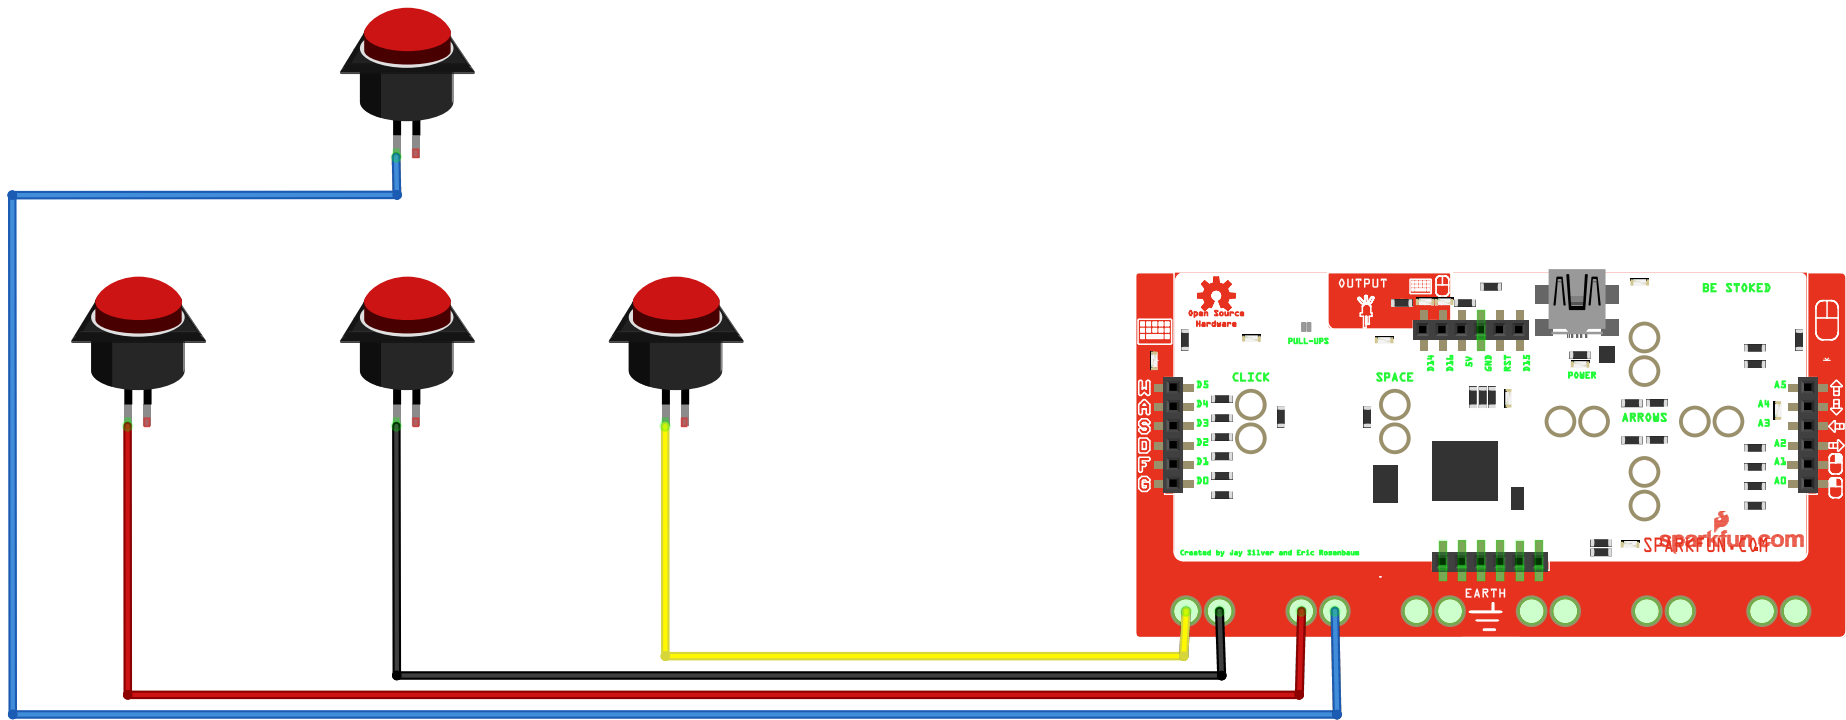 OUTPUT
BE STOKED
Open Source
Hardware
PULL-UPS
D14
D16
5V
GND
RST
D15
POWER
CLICK
SPACE
ARROWS
W D5
A D4
S D3
D D2
F D1
G D0
A5
A4
A3
A2
A1
A0
sparkfun.com
SPARKFUN.COM
Created by Jay Silver and Eric Rosenbaum
EARTH